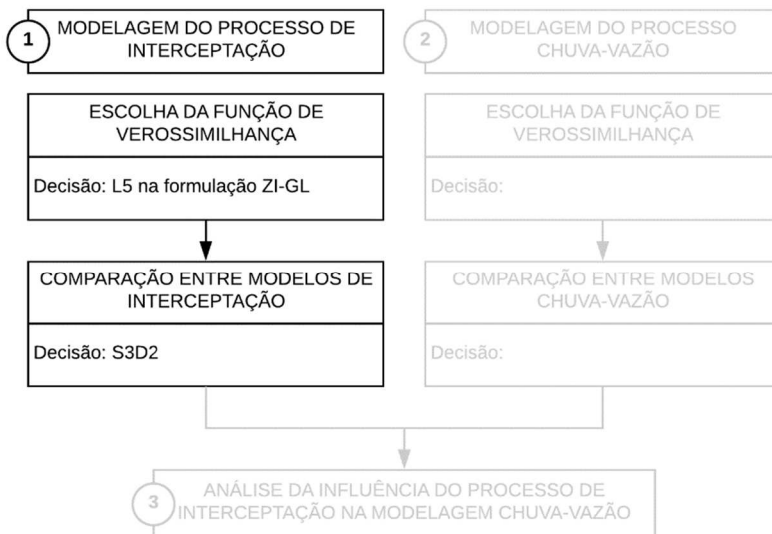 1
MODELAGEM DO PROCESSO DE
INTERCEPTAÇÃO
ESCOLHA DA FUNÇÃO DE
VEROSSIMILHANÇA
Decisão: L5 na formulação ZI-GL
COMPARAÇÃO ENTRE MODELOS DE
INTERCEPTAÇÃO
Decisão: S3D2
2
MODELAGEM DO PROCESSO
CHUVA-VAZÃO
ESCOLHA DA FUNÇÃO DE
VEROSSIMILHANÇA
Decisão:
COMPARAÇÃO ENTRE MODELOS
CHUVA-VAZÃO
Decisão:
3
ANÁLISE DA INFLUÊNCIA DO PROCESSO DE
INTERCEPTAÇÃO NA MODELAGEM CHUVA-VAZÃO